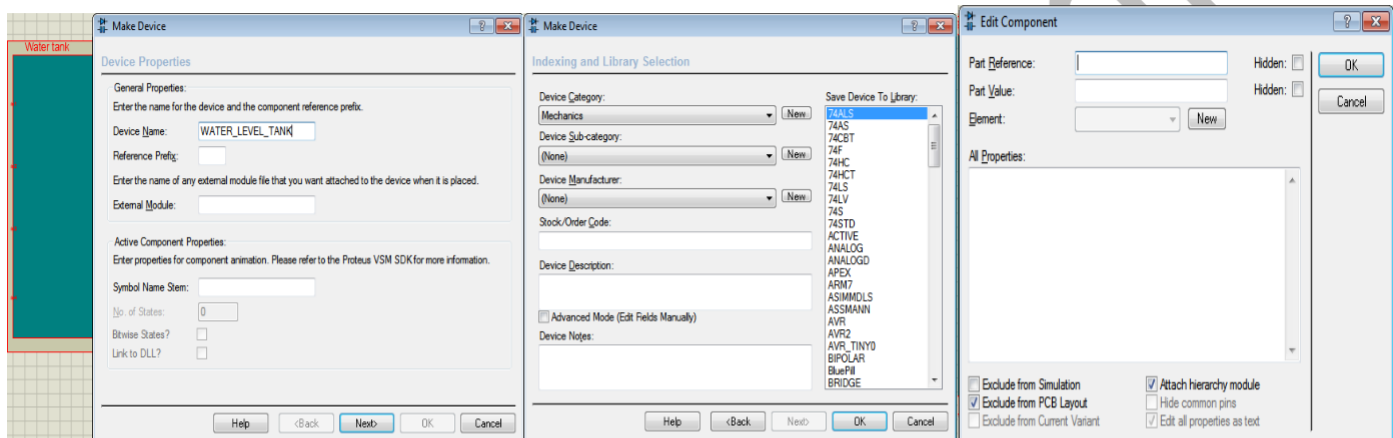 Water tank
Make Device
Device Properties
General Properties:
Enter the name for the device and the component reference prefix.
Device Name: WATER_LEVEL_TANK
Reference Prefix:
Enter the name of any external module file that you want attached to the device when it is placed.
External Module:
Active Component Properties:
Enter properties for component animation. Please refer to the Proteus VSM SDK for more information.
Symbol Name Stem:
No. of States: 0
Bitwise States?
Link to DLL?
Help <Back Next> OK Cancel
Make Device
Indexing and Library Selection
Device Category:
Mechanics New
Device Sub-category:
(None) New
Device Manufacturer:
(None) New
Stock/Order Code:
Device Description:
Advanced Mode (Edit Fields Manually)
Device Notes:
Save Device To Library:
74ALS
74AS
74CBT
74F
74HC
74HCT
74LS
74LV
74S
74STD
ACTIVE
ANALOG
ANALOGD
APEX
ARM7
ASIMMDLS
ASSMANN
AVR
AVR2
AVR_TINY0
BIPOLAR
BluePill
BRIDGE
Help <Back Next> OK Cancel
Edit Component
Part Reference: Hidden: OK
Part Value: Hidden: Cancel
Element: New
All Properties:
Exclude from Simulation Attach hierarchy module
Exclude from PCB Layout Hide common pins
Exclude from Current Variant Edit all properties as text